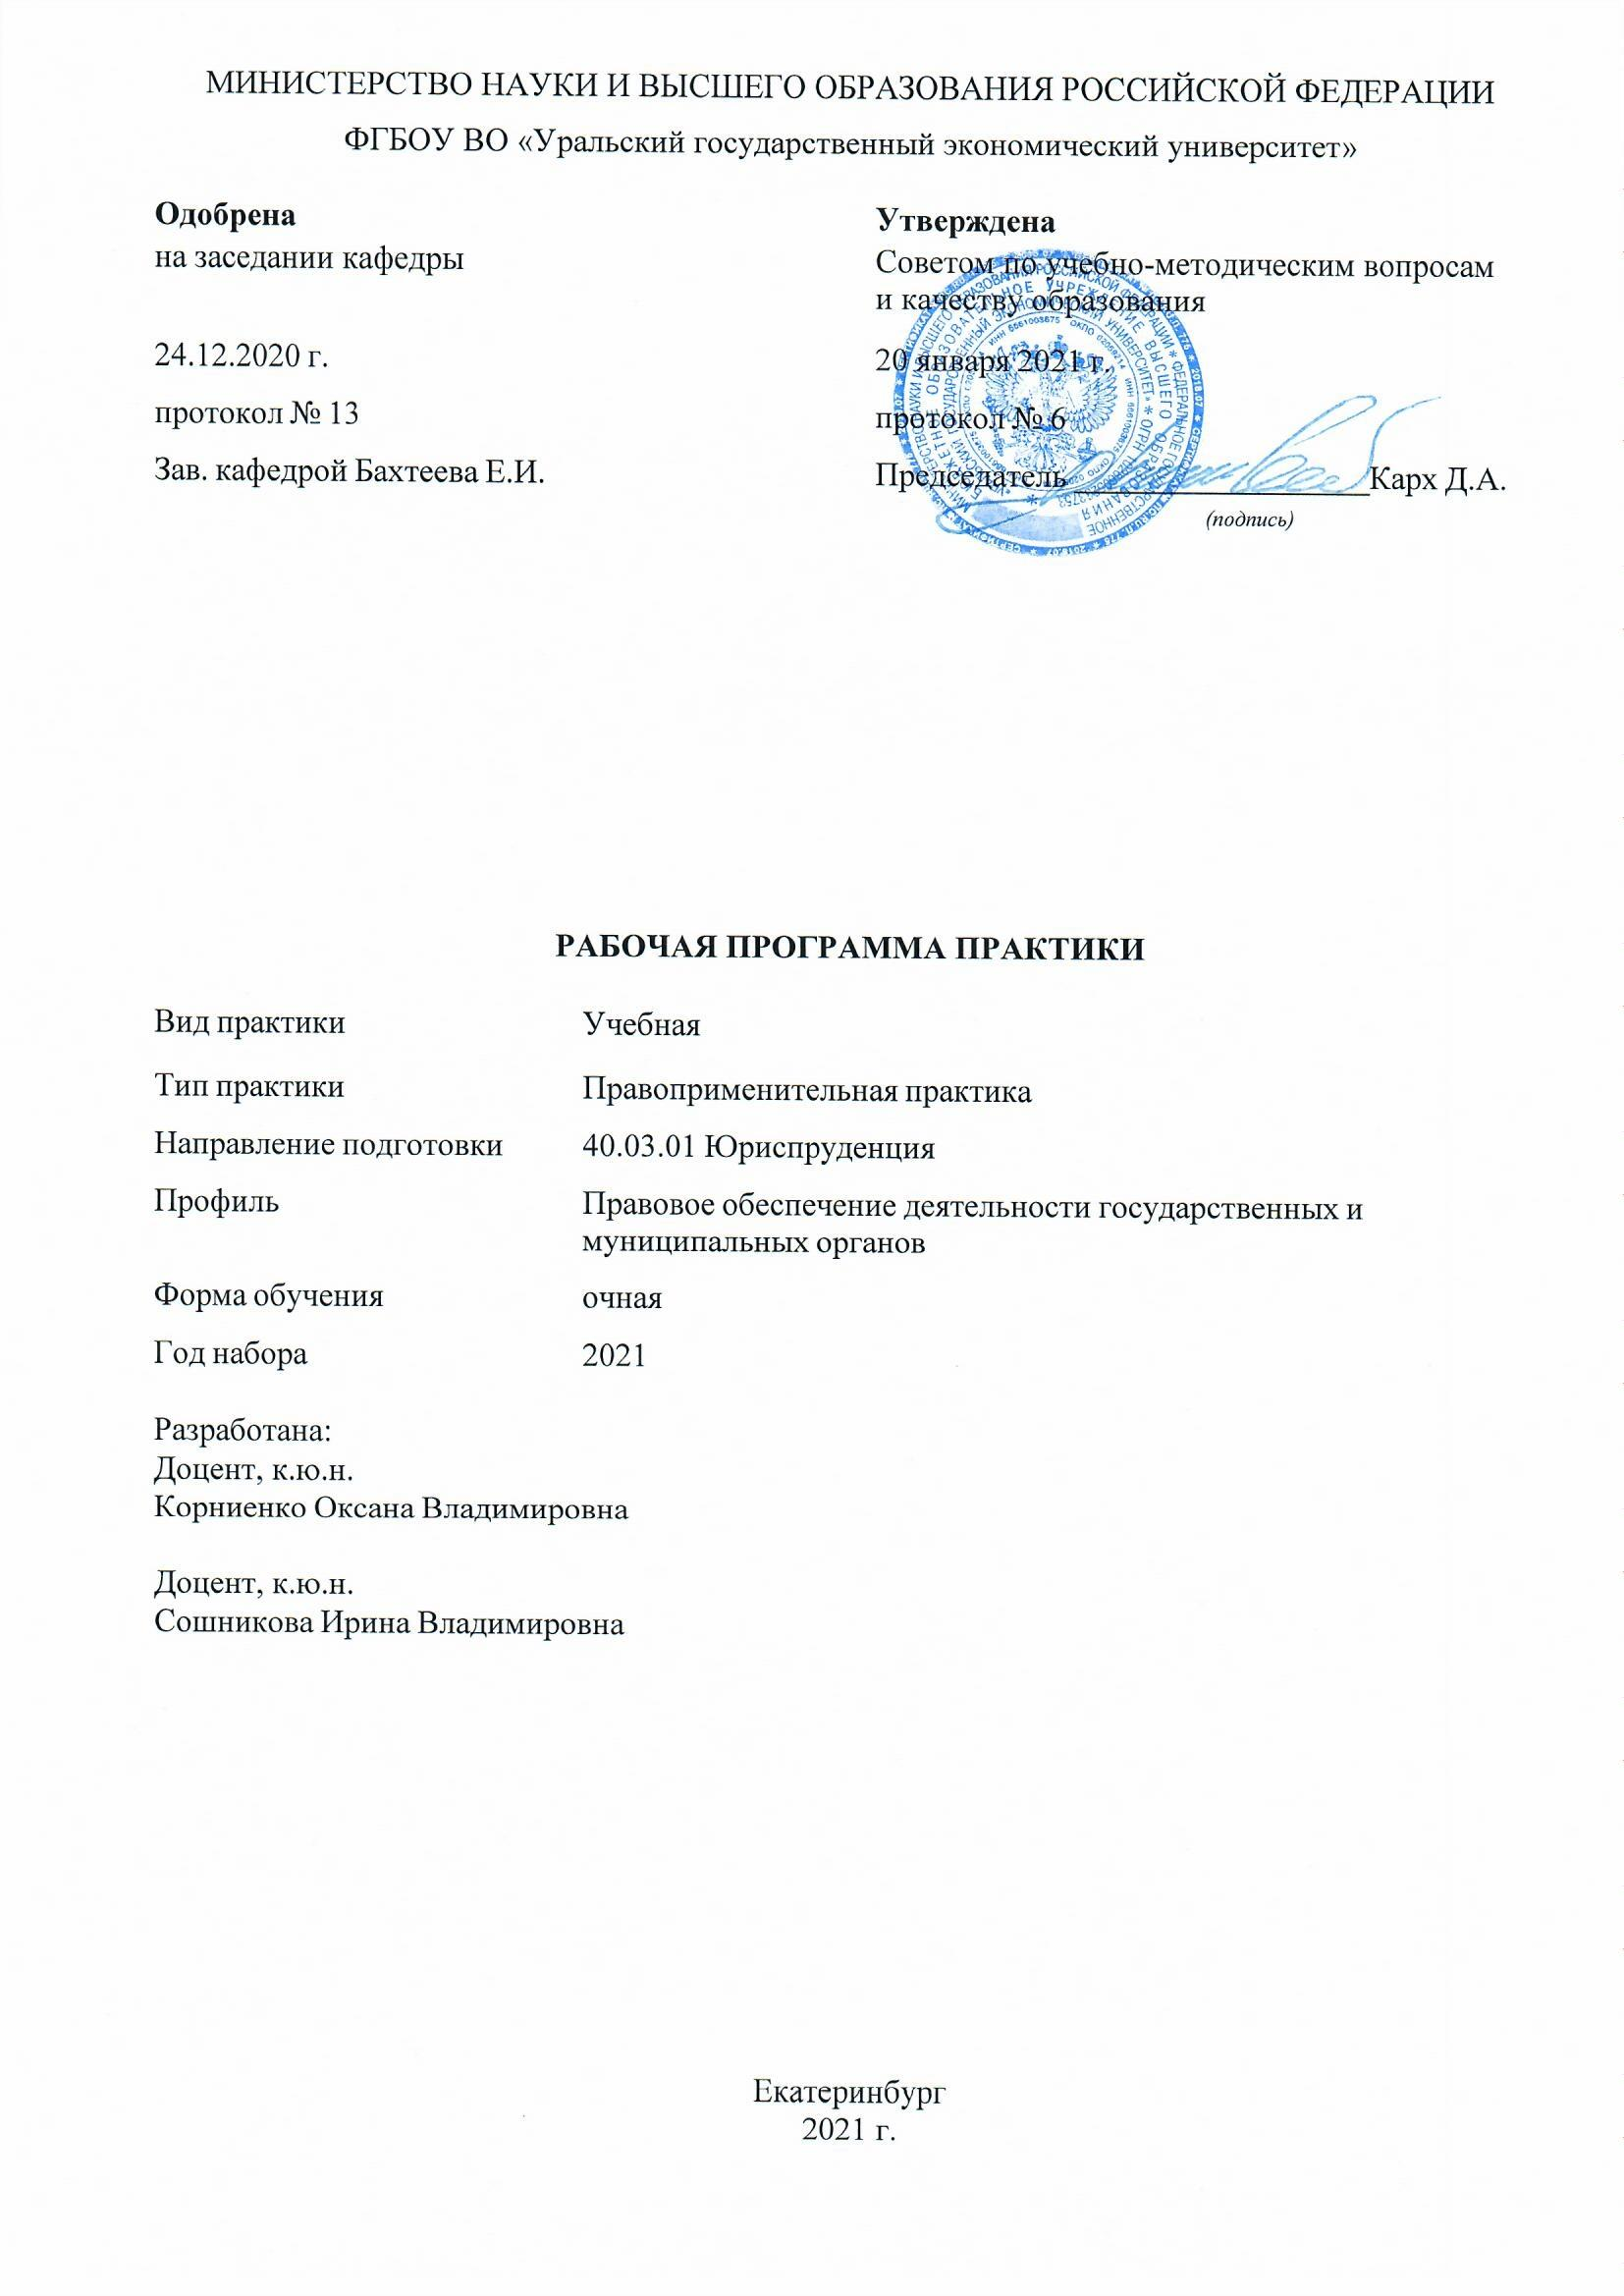 МИНИСТЕРСТВО НАУКИ И ВЫСШЕГО ОБРАЗОВАНИЯ РОССИЙСКОЙ ФЕДЕРАЦИИ
ФГБОУ ВО «Уральский государственный экономический университет»
Одобрена
на заседании кафедры
24.12.2020 г.
протокол № 13
Зав. кафедрой Бахтеева Е.И.
Утверждена
Советом по учебно-методическим вопросам
и качеству образования
20 января 2021 г.
протокол № 6
Председатель Карх Д.А.
(подпись)
РАБОЧАЯ ПРОГРАММА ПРАКТИКИ
Вид практики Учебная
Тип практики Правоприменительная практика
Направление подготовки 40.03.01 Юриспруденция
Профиль Правовое обеспечение деятельности государственных и
муниципальных органов
Форма обучения очная
Год набора 2021
Разработана:
Доцент, к.ю.н.
Корниенко Оксана Владимировна
Доцент, к.ю.н.
Сошникова Ирина Владимировна
Екатеринбург
2021 г.